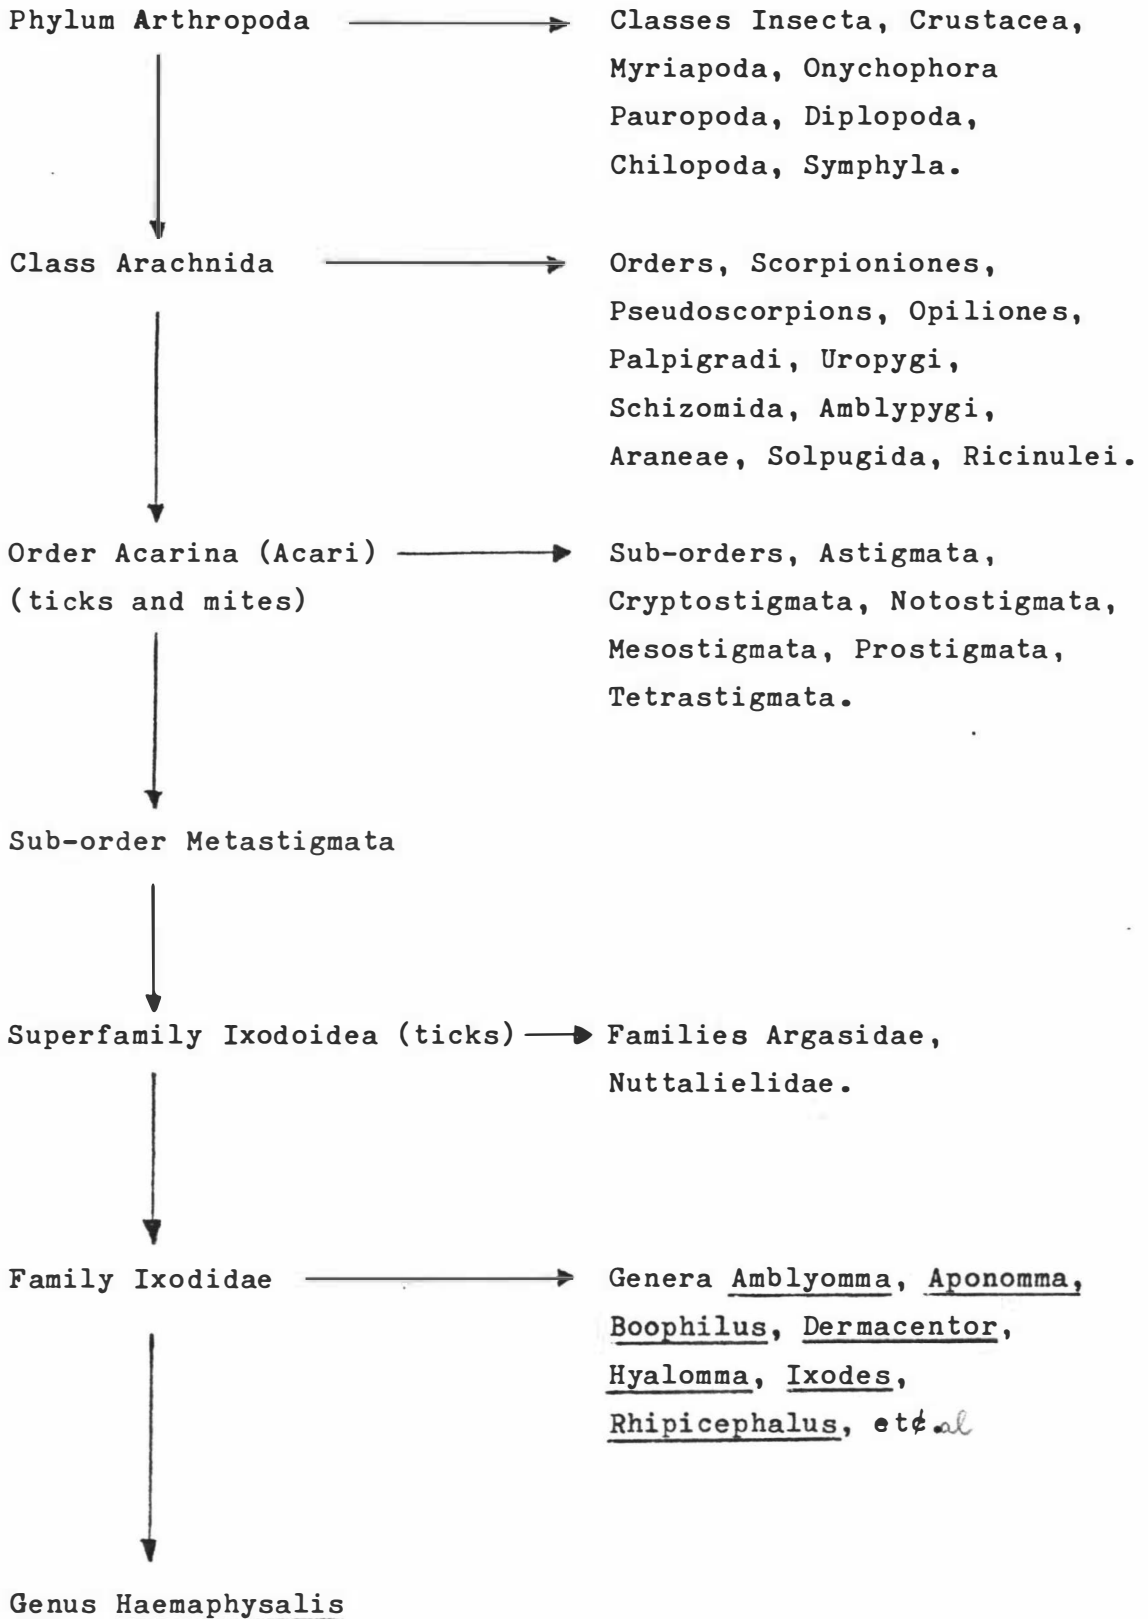 Phylum Arthropoda
Classes Insecta, Crustacea,
Myriapoda, Onychophora
Pauropoda, Diplopoda,
Chilopoda, Symphyla.
Class Arachnida
Orders, Scorpioniones,
Pseudoscorpions, Opiliones,
Palpigradi, Uropygi,
Schizomida, Amblypygi,
Araneae, Solpugida, Ricinulei.
Order Acarina (Acari)
(ticks and mites)
Sub-orders, Astigmata,
Cryptostigmata, Notostigmata,
Mesostigmata, Prostigmata,
Tetrastigmata.
Sub-order Metastigmata
Superfamily Ixodoidea (ticks)
Families Argasidae,
Nuttalielidae.
Family Ixodidae
Genera Amblyomma, Aponomma,
Boophilus, Dermacentor,
Hyalomma, Ixodes,
Rhipicephalus, etc. al
Genus Haemaphysalis